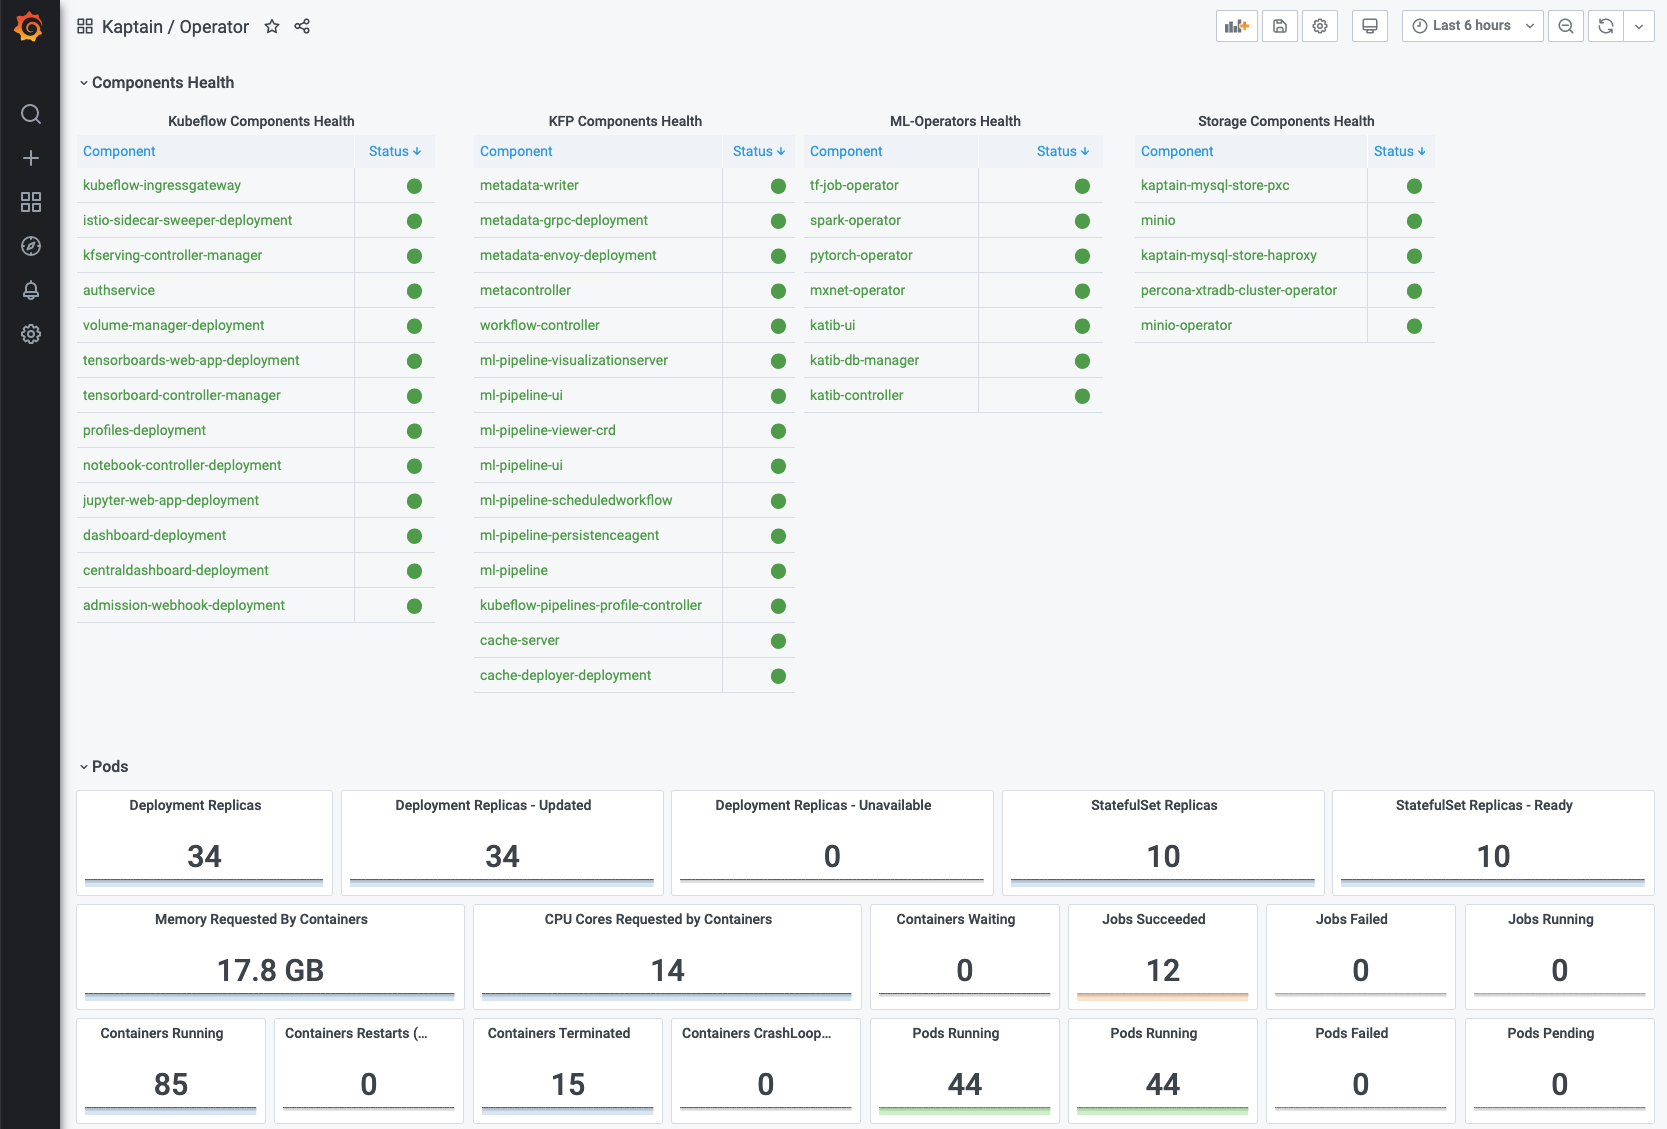 Kaptain / Operator
Last 6 hours
Components Health
Kubeflow Components Health
Component Status
kubeflow-ingressgateway
istio-sidecar-sweeper-deployment
kfserving-controller-manager
authservice
volume-manager-deployment
tensorboards-web-app-deployment
tensorboard-controller-manager
profiles-deployment
notebook-controller-deployment
jupyter-web-app-deployment
dashboard-deployment
centraldashboard-deployment
admission-webhook-deployment
KFP Components Health
Component Status
metadata-writer
metadata-grpc-deployment
metadata-envoy-deployment
metacontroller
workflow-controller
ml-pipeline-visualizationserver
ml-pipeline-ui
ml-pipeline-viewer-crd
ml-pipeline-ui
ml-pipeline-scheduledworkflow
ml-pipeline-persistenceagent
ml-pipeline
kubeflow-pipelines-profile-controller
cache-server
cache-deployer-deployment
ML-Operators Health
Component Status
tf-job-operator
spark-operator
pytorch-operator
mxnet-operator
katib-ui
katib-db-manager
katib-controller
Storage Components Health
Component Status
kaptain-mysql-store-pxc
minio
kaptain-mysql-store-haproxy
percona-xtradb-cluster-operator
minio-operator
Pods
Deployment Replicas
34
Deployment Replicas - Updated
34
Deployment Replicas - Unavailable
0
StatefulSet Replicas
10
StatefulSet Replicas - Ready
10
Memory Requested By Containers
17.8 GB
CPU Cores Requested by Containers
14
Containers Waiting
0
Jobs Succeeded
12
Jobs Failed
0
Jobs Running
0
Containers Running
85
Containers Restarts (...
0
Containers Terminated
15
Containers CrashLoop...
0
Pods Running
44
Pods Running
44
Pods Failed
0
Pods Pending
0